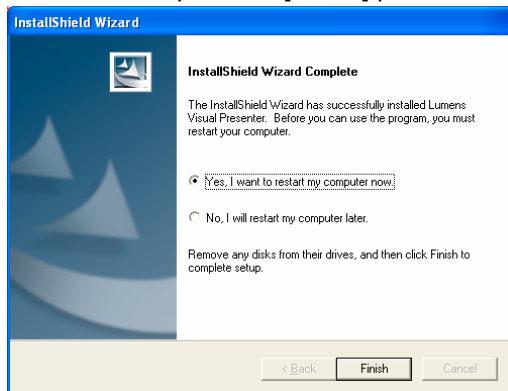 InstallShield Wizard
InstallShield Wizard Complete
The InstallShield Wizard has successfully installed Lumens
Visual Presenter. Before you can use the program, you must
restart your computer.
Yes, I want to restart my computer now.
No, I will restart my computer later.
Remove any disks from their drives, and then click Finish to
complete setup.
< Back
Finish
Cancel